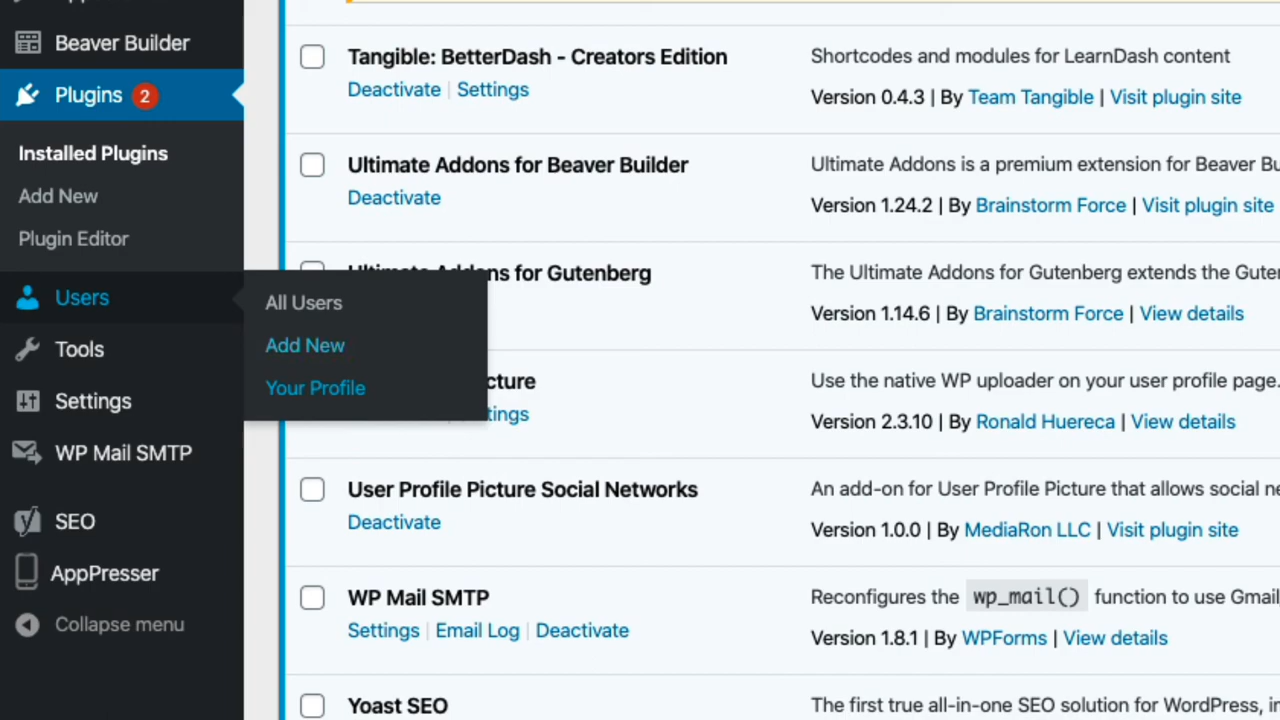 Beaver Builder
Plugins 2
Installed Plugins
Add New
Plugin Editor
Users
Tools
Settings
WP Mail SMTP
SEO
AppPresser
Collapse menu
All Users
Add New
Your Profile
Tangible: BetterDash - Creators Edition
Deactivate | Settings
Shortcodes and modules for LearnDash content
Version 0.4.3 | By Team Tangible | Visit plugin site
Ultimate Addons for Beaver Builder
Deactivate
Ultimate Addons is a premium extension for Beaver Bu
Version 1.24.2 | By Brainstorm Force | Visit plugin site
Ultimate Addons for Gutenberg
The Ultimate Addons for Gutenberg extends the Guten
Version 1.14.6 | By Brainstorm Force | View details
cture
tings
Use the native WP uploader on your user profile page.
Version 2.3.10 | By Ronald Huereca | View details
User Profile Picture Social Networks
Deactivate
An add-on for User Profile Picture that allows social ne
Version 1.0.0 | By MediaRon LLC | Visit plugin site
WP Mail SMTP
Settings | Email Log | Deactivate
Reconfigures the wp_mail() function to use Gmail
Version 1.8.1 | By WPForms | View details
Yoast SEO
The first true all-in-one SEO solution for WordPress, in